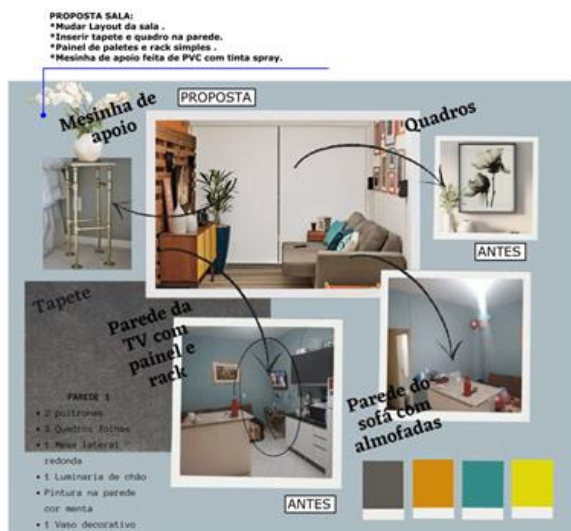 PROPOSTA SALA:
*Mudar Layout da sala .
*Inserir tapete e quadro na parede.
*Painel de paletes e rack simples .
*Mesinha de apoio feita de PVC com tinta spray.
Mesinha de
apoio
PROPOSTA
Quadros
ANTES
Tapete
Parede da
TV com
painel e
rack
Parede do
sofá com
almofadas
PAREDE 1
• 2 poltronas
• 3 Quadros folhas
• 1 Mesa lateral
redonda
• 1 Luminaria de chão
• Pintura na parede
cor menta
• 1 Vaso decorativo
ANTES